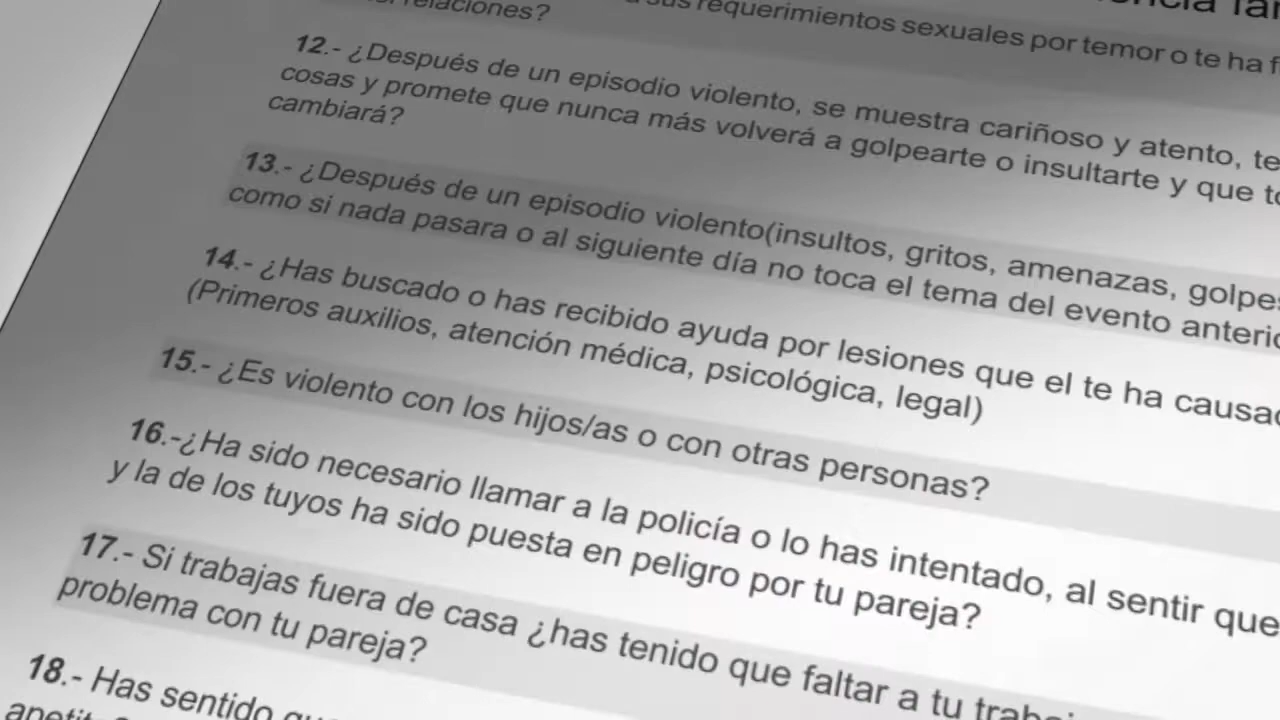 sus requerimientos sexuales por temor o te ha
relaciones?
12.- ¿Después de un episodio violento, se muestra cariñoso y atento, te
cosas y promete que nunca más volverá a golpearte o insultarte y que
cambiará?
13.- ¿Después de un episodio violento(insultos, gritos, amenazas,
como si nada pasara o al siguiente día no toca el tema del evento
14.- ¿Has buscado o has recibido ayuda por lesiones que el te ha
(Primeros auxilios, atención médica, psicológica, legal)
15.- ¿Es violento con los hijos/as o con otras personas?
16.-¿Ha sido necesario llamar a la policía o lo has intentado, al sentir que
y la de los tuyos ha sido puesta en peligro por tu pareja?
17.- Si trabajas fuera de casa ¿has tenido que faltar a tu
problema con tu pareja?
18.- Has sentido